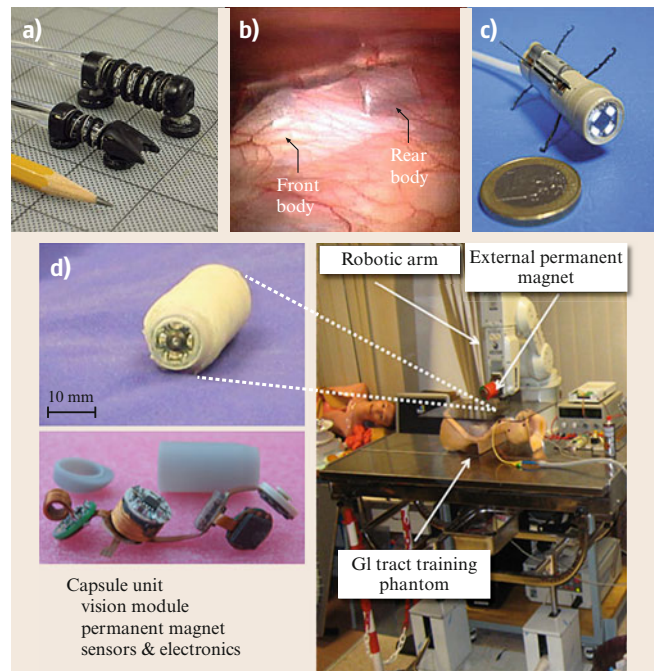 a)
b)
Front
body
Rear
body
c)
d)
10 mm
Robotic arm
External permanent
magnet
GI tract training
phantom
Capsule unit
vision module
permanent magnet
sensors & electronics